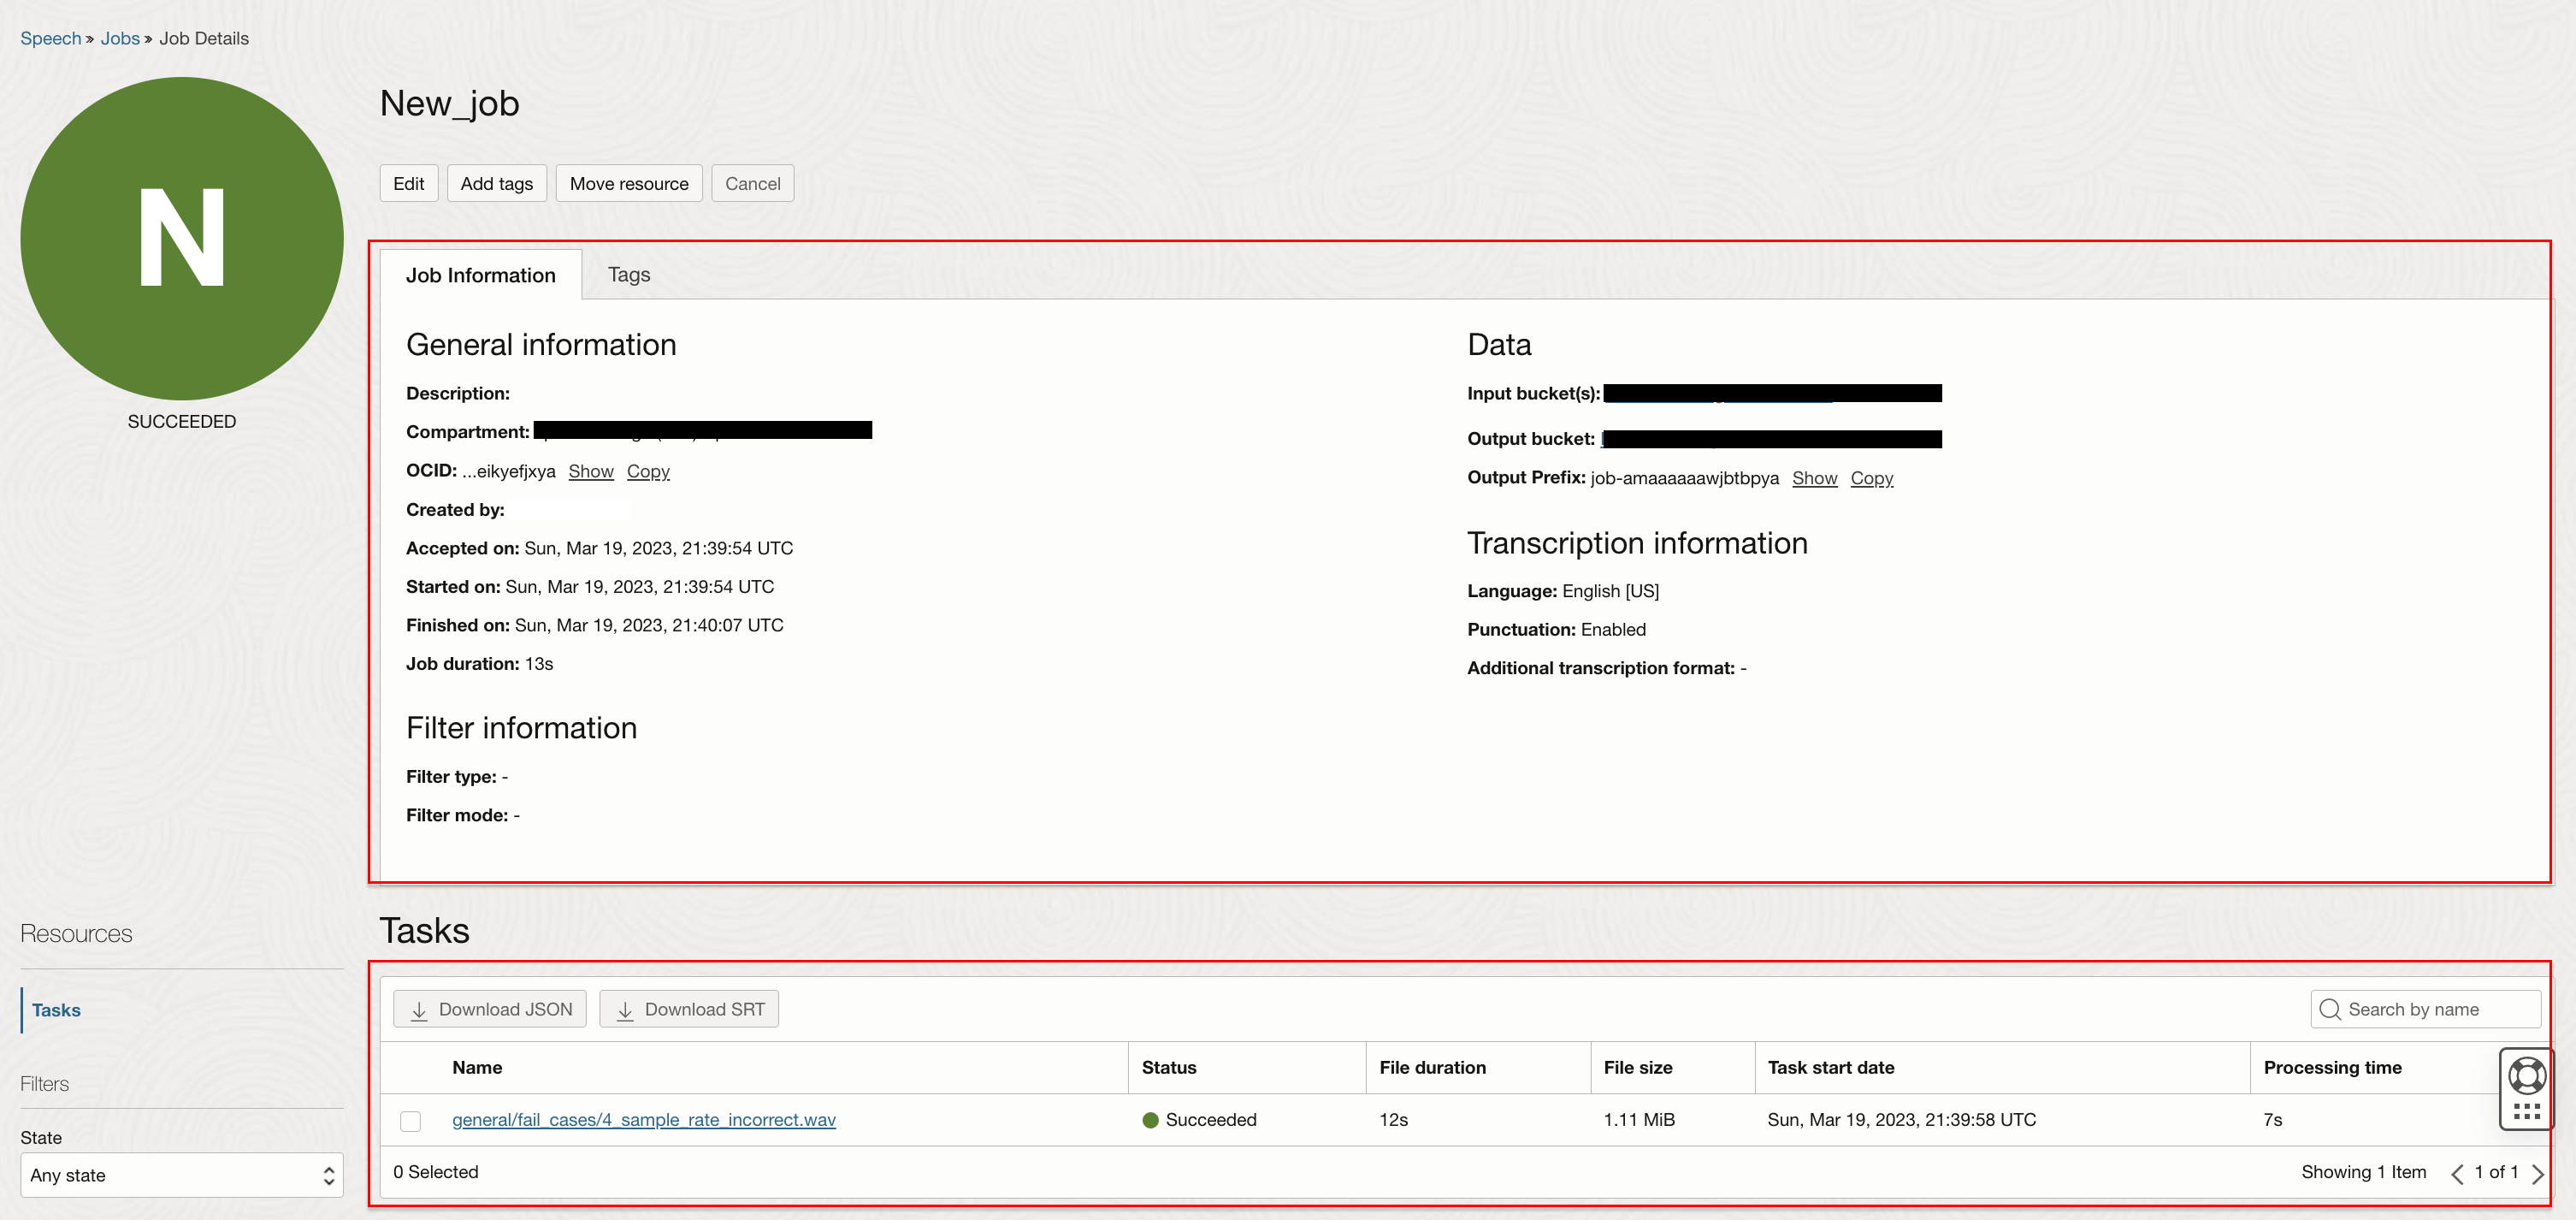 Speech » Jobs » Job Details
N
SUCCEEDED
New_job
Edit Add tags Move resource Cancel
Job Information Tags
General information
Description:
Compartment:
OCID: ...eikyefjxya Show Copy
Created by:
Accepted on: Sun, Mar 19, 2023, 21:39:54 UTC
Started on: Sun, Mar 19, 2023, 21:39:54 UTC
Finished on: Sun, Mar 19, 2023, 21:40:07 UTC
Job duration: 13s
Filter information
Filter type: -
Filter mode: -
Data
Input bucket(s):
Output bucket:
Output Prefix: job-amaaaaaawjbtbpya Show Copy
Transcription information
Language: English [US]
Punctuation: Enabled
Additional transcription format: -
Resources
Tasks
Filters
State
Any state
Tasks
Download JSON Download SRT Search by name
Name Status File duration File size Task start date Processing time
general/fail_cases/4_sample_rate_incorrect.wav Succeeded 12s 1.11 MiB Sun, Mar 19, 2023, 21:39:58 UTC 7s
0 Selected Showing 1 Item 1 of 1